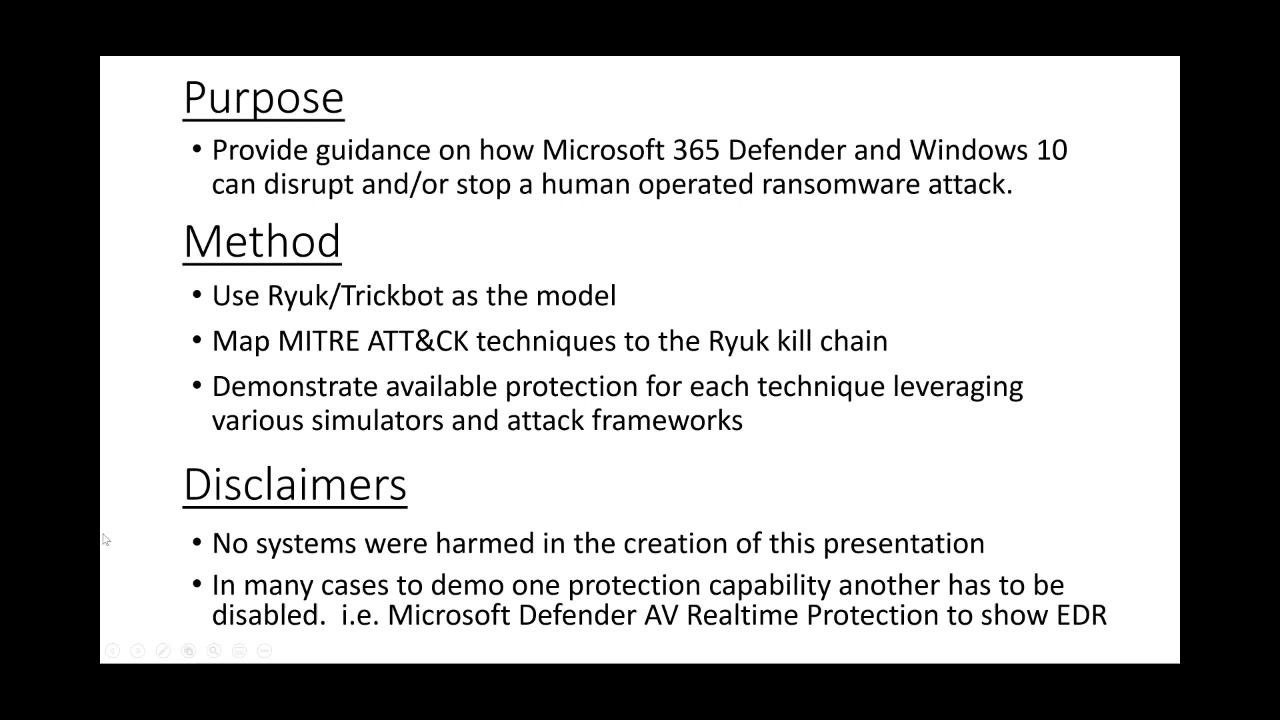 Purpose
• Provide guidance on how Microsoft 365 Defender and Windows 10
can disrupt and/or stop a human operated ransomware attack.
Method
• Use Ryuk/Trickbot as the model
• Map MITRE ATT&CK techniques to the Ryuk kill chain
• Demonstrate available protection for each technique leveraging
various simulators and attack frameworks
Disclaimers
• No systems were harmed in the creation of this presentation
• In many cases to demo one protection capability another has to be
disabled.  i.e. Microsoft Defender AV Realtime Protection to show EDR